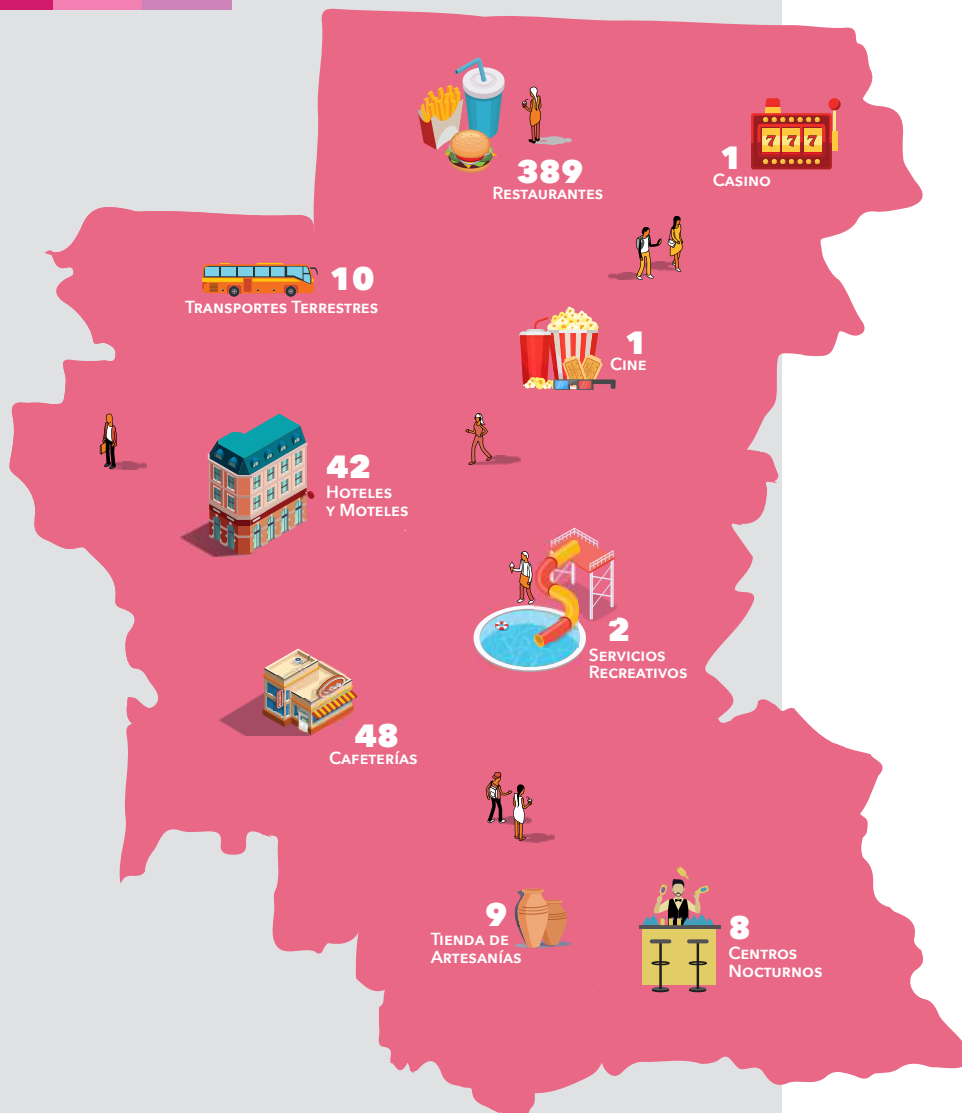 389
RESTAURANTES
1
CASINO
10
TRANSPORTES TERRESTRES
1
CINE
42
HOTELES
Y MOTELES
2
SERVICIOS
RECREATIVOS
48
CAFETERÍAS
9
TIENDA DE
ARTESANÍAS
8
CENTROS
NOCTURNOS
777